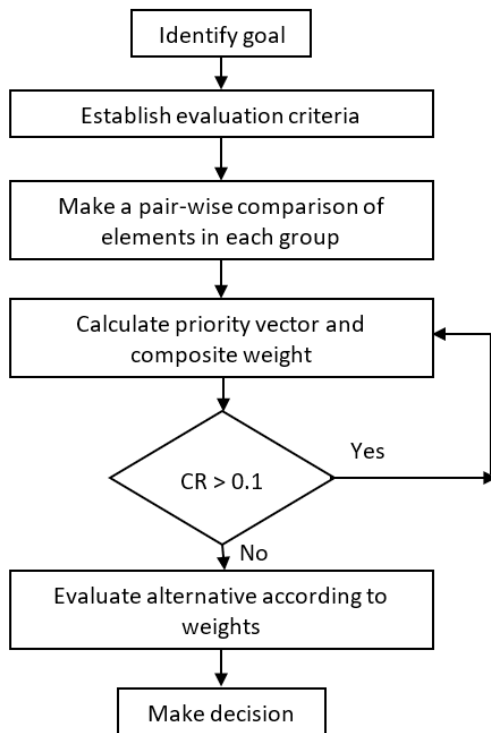 Identify goal
Establish evaluation criteria
Make a pair-wise comparison of
elements in each group
Calculate priority vector and
composite weight
Yes
CR > 0.1
No
Evaluate alternative according to
weights
Make decision